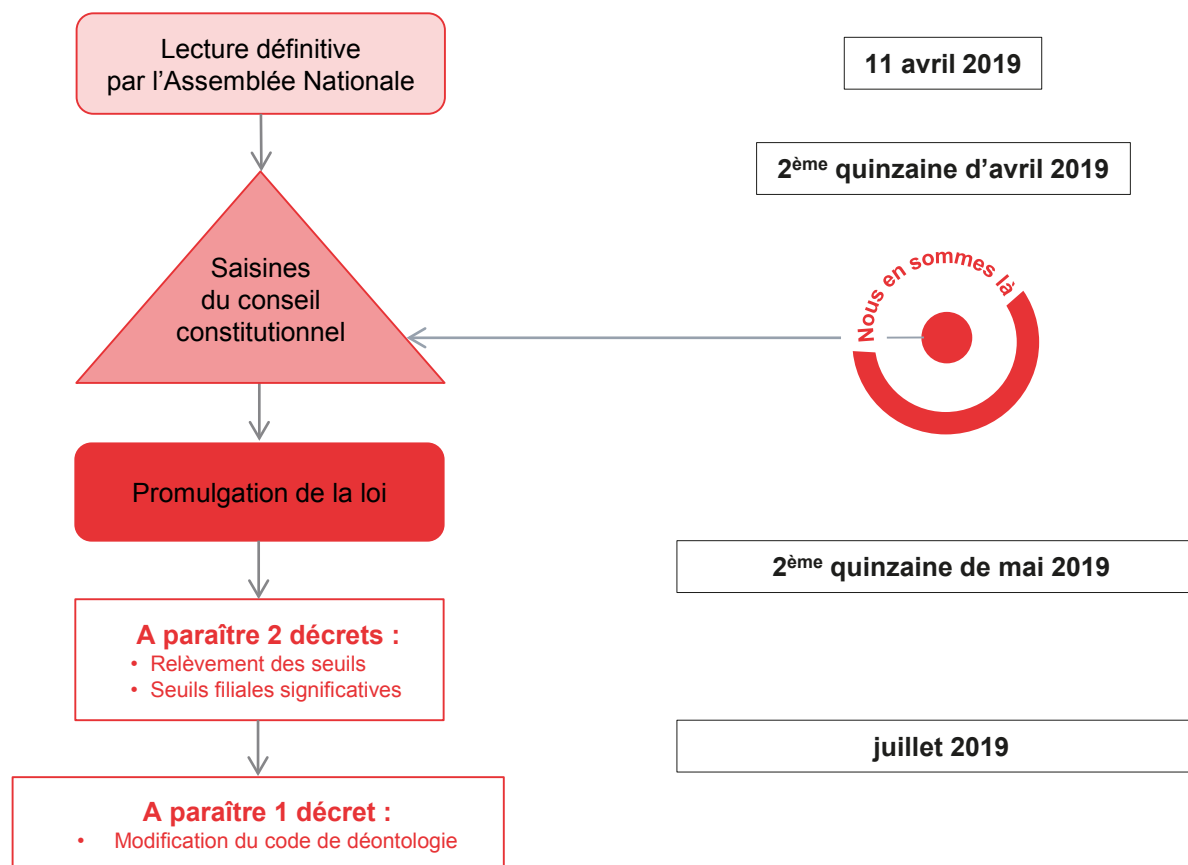 Lecture définitive
par l’Assemblée Nationale
11 avril 2019
2ème quinzaine d’avril 2019
Saisines
du conseil
constitutionnel
Nous en sommes là
Promulgation de la loi
2ème quinzaine de mai 2019
A paraître 2 décrets :
• Relèvement des seuils
• Seuils filiales significatives
juillet 2019
A paraître 1 décret :
• Modification du code de déontologie